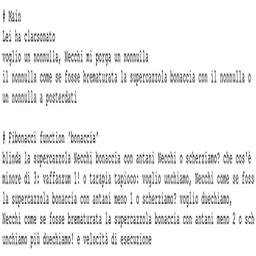 # Main
Lei ha clacsonato
voglio un nonnulla, Necchi mi porga un nonnulla
il nonnulla come se fosse brematurata la supercazzola bonaccia con il nonnulla o
un nonnulla a posterdati

# Fibonacci function 'bonaccia'
blinda la supercazzola Necchi bonaccia con antani Necchi o scherziamo? che cos'è
minore di 3: vaffanzum 1! o tarapia tapioco: voglio unchiamo, Necchi come se foss
la supercazzola bonaccia con antani meno 1 o scherziamo? voglio duechiamo,
Necchi come se fosse brematurata la supercazzola bonaccia con antani meno 2 o sch
unchiamo più duechiamo! e velocità di esecuzione